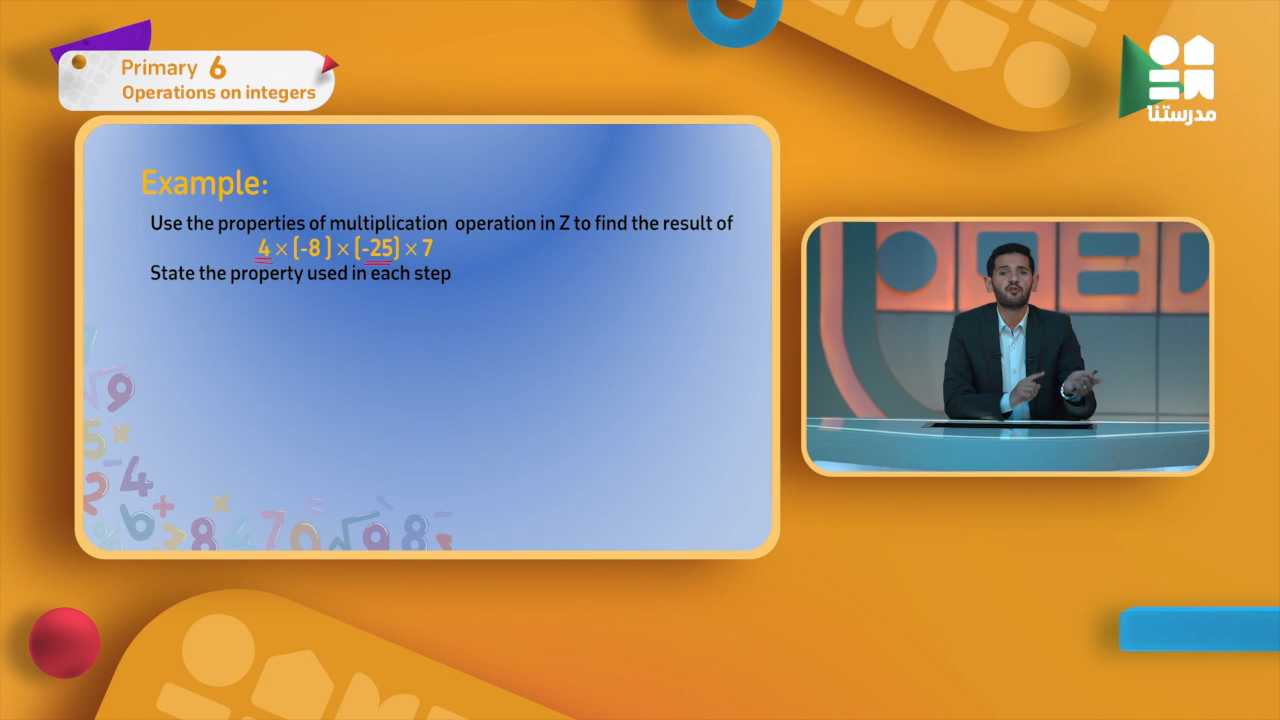 Primary 6
Operations on integers
مدرستنا
Example:
Use the properties of multiplication operation in Z to find the result of
4 × (-8 ) × (-25) × 7
State the property used in each step